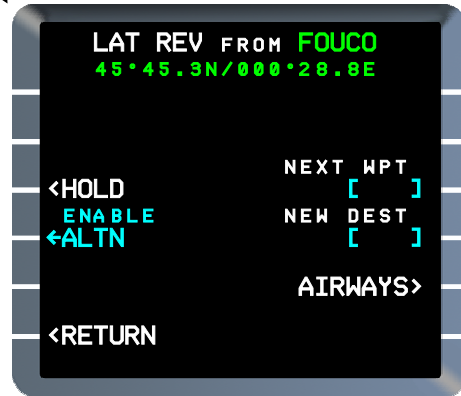 LAT REV FROM FOUCO
45°45.3N/000°28.8E
NEXT WPT
<HOLD [ ]
ENABLE NEW DEST
←ALTN [ ]
AIRWAYS>
<RETURN